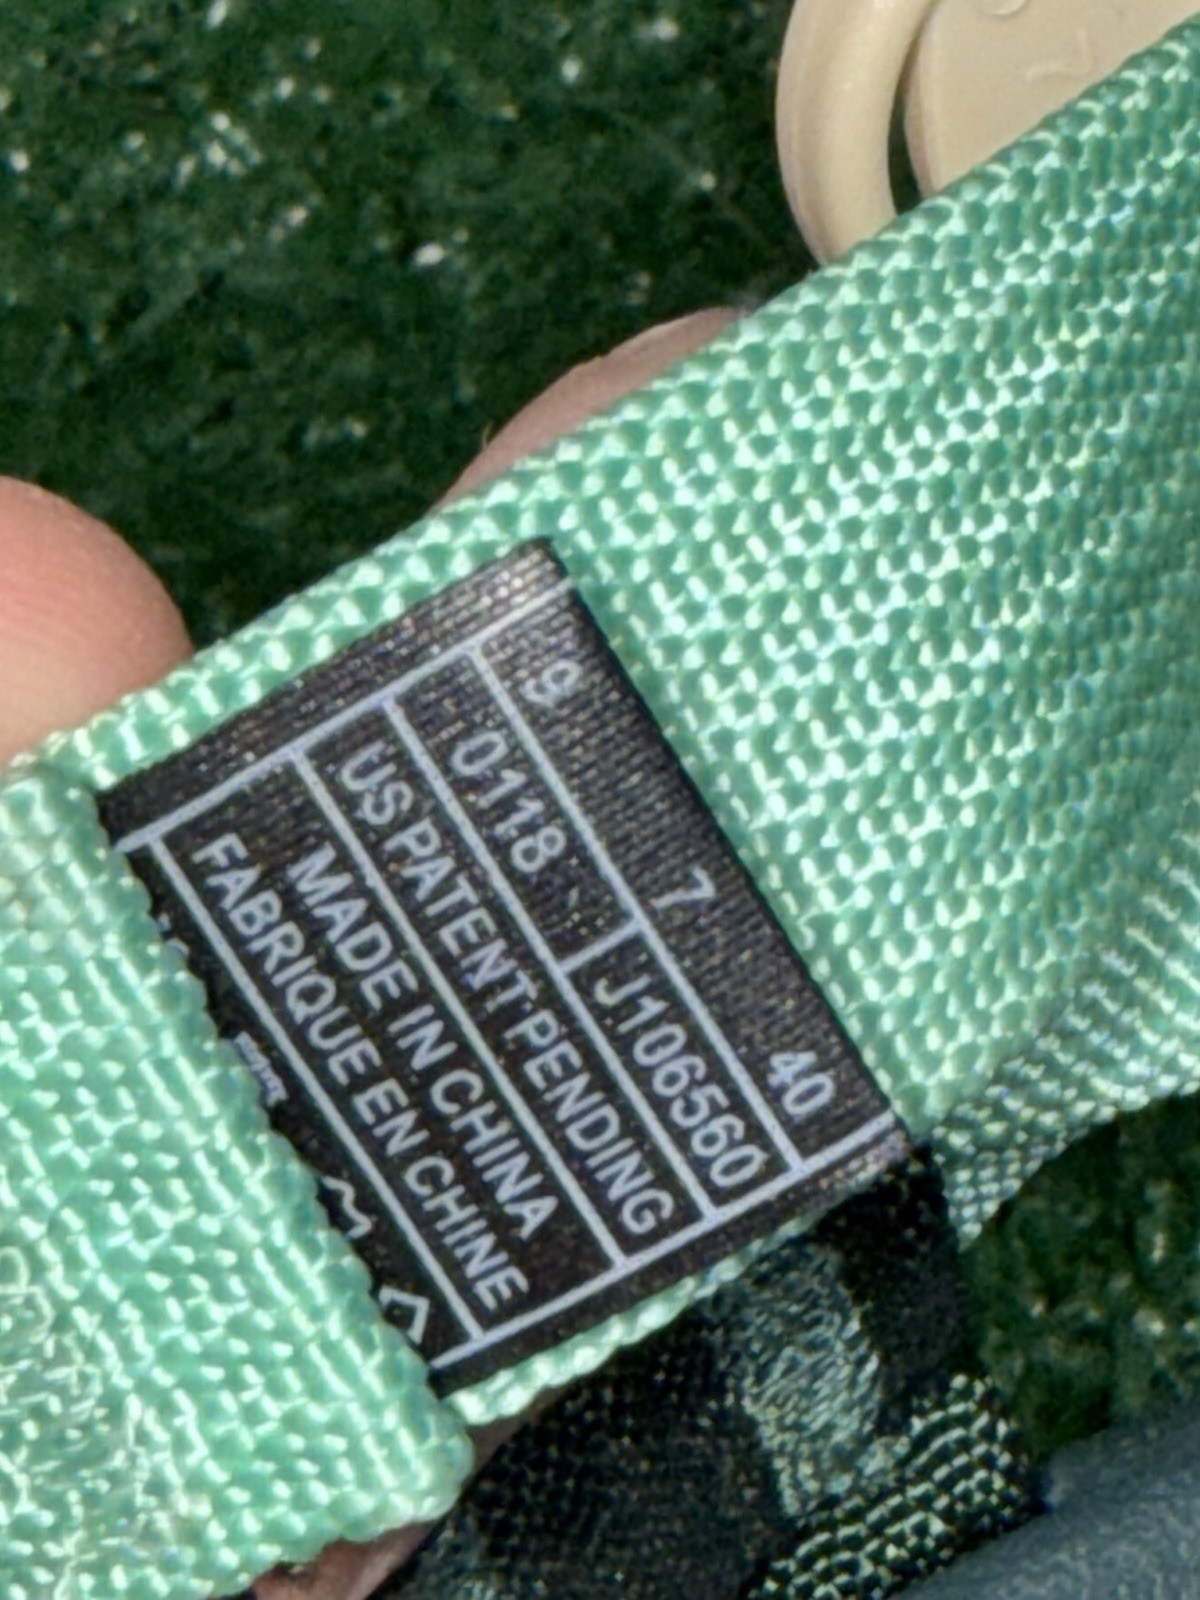 9 7 40
0118 J106560
US PATENT PENDING
MADE IN CHINA
FABRIQUE EN CHINE